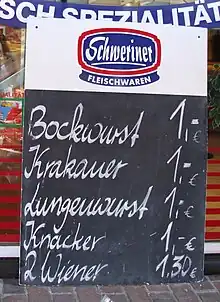 SCH SPEZIALITÄT
Schweriner
FLEISCHWAREN
Bockwurst 1,- €
Krakauer 1,- €
Lungenwurst 1,- €
Knacker 1,- €
2 Wiener 1.30 €